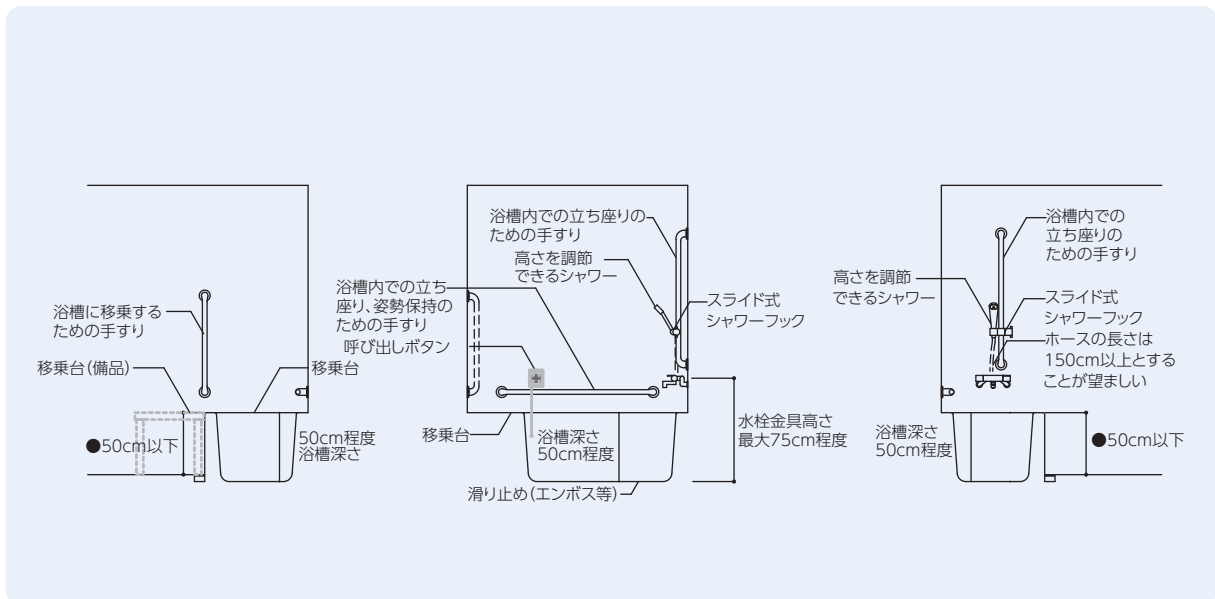 浴槽に移乗する
ための手すり
移乗台(備品)
移乗台
●50cm以下
50cm程度
浴槽深さ
浴槽内での立ち座りの
ための手すり
高さを調節
できるシャワー
浴槽内での立ち
座り、姿勢保持の
ための手すり
呼び出しボタン
スライド式
シャワーフック
移乗台
浴槽深さ
50cm程度
水栓金具高さ
最大75cm程度
滑り止め(エンボス等)
浴槽内での
立ち座りの
ための手すり
高さを調節
できるシャワー
スライド式
シャワーフック
ホースの長さは
150cm以上とする
ことが望ましい
浴槽深さ
50cm程度
●50cm以下